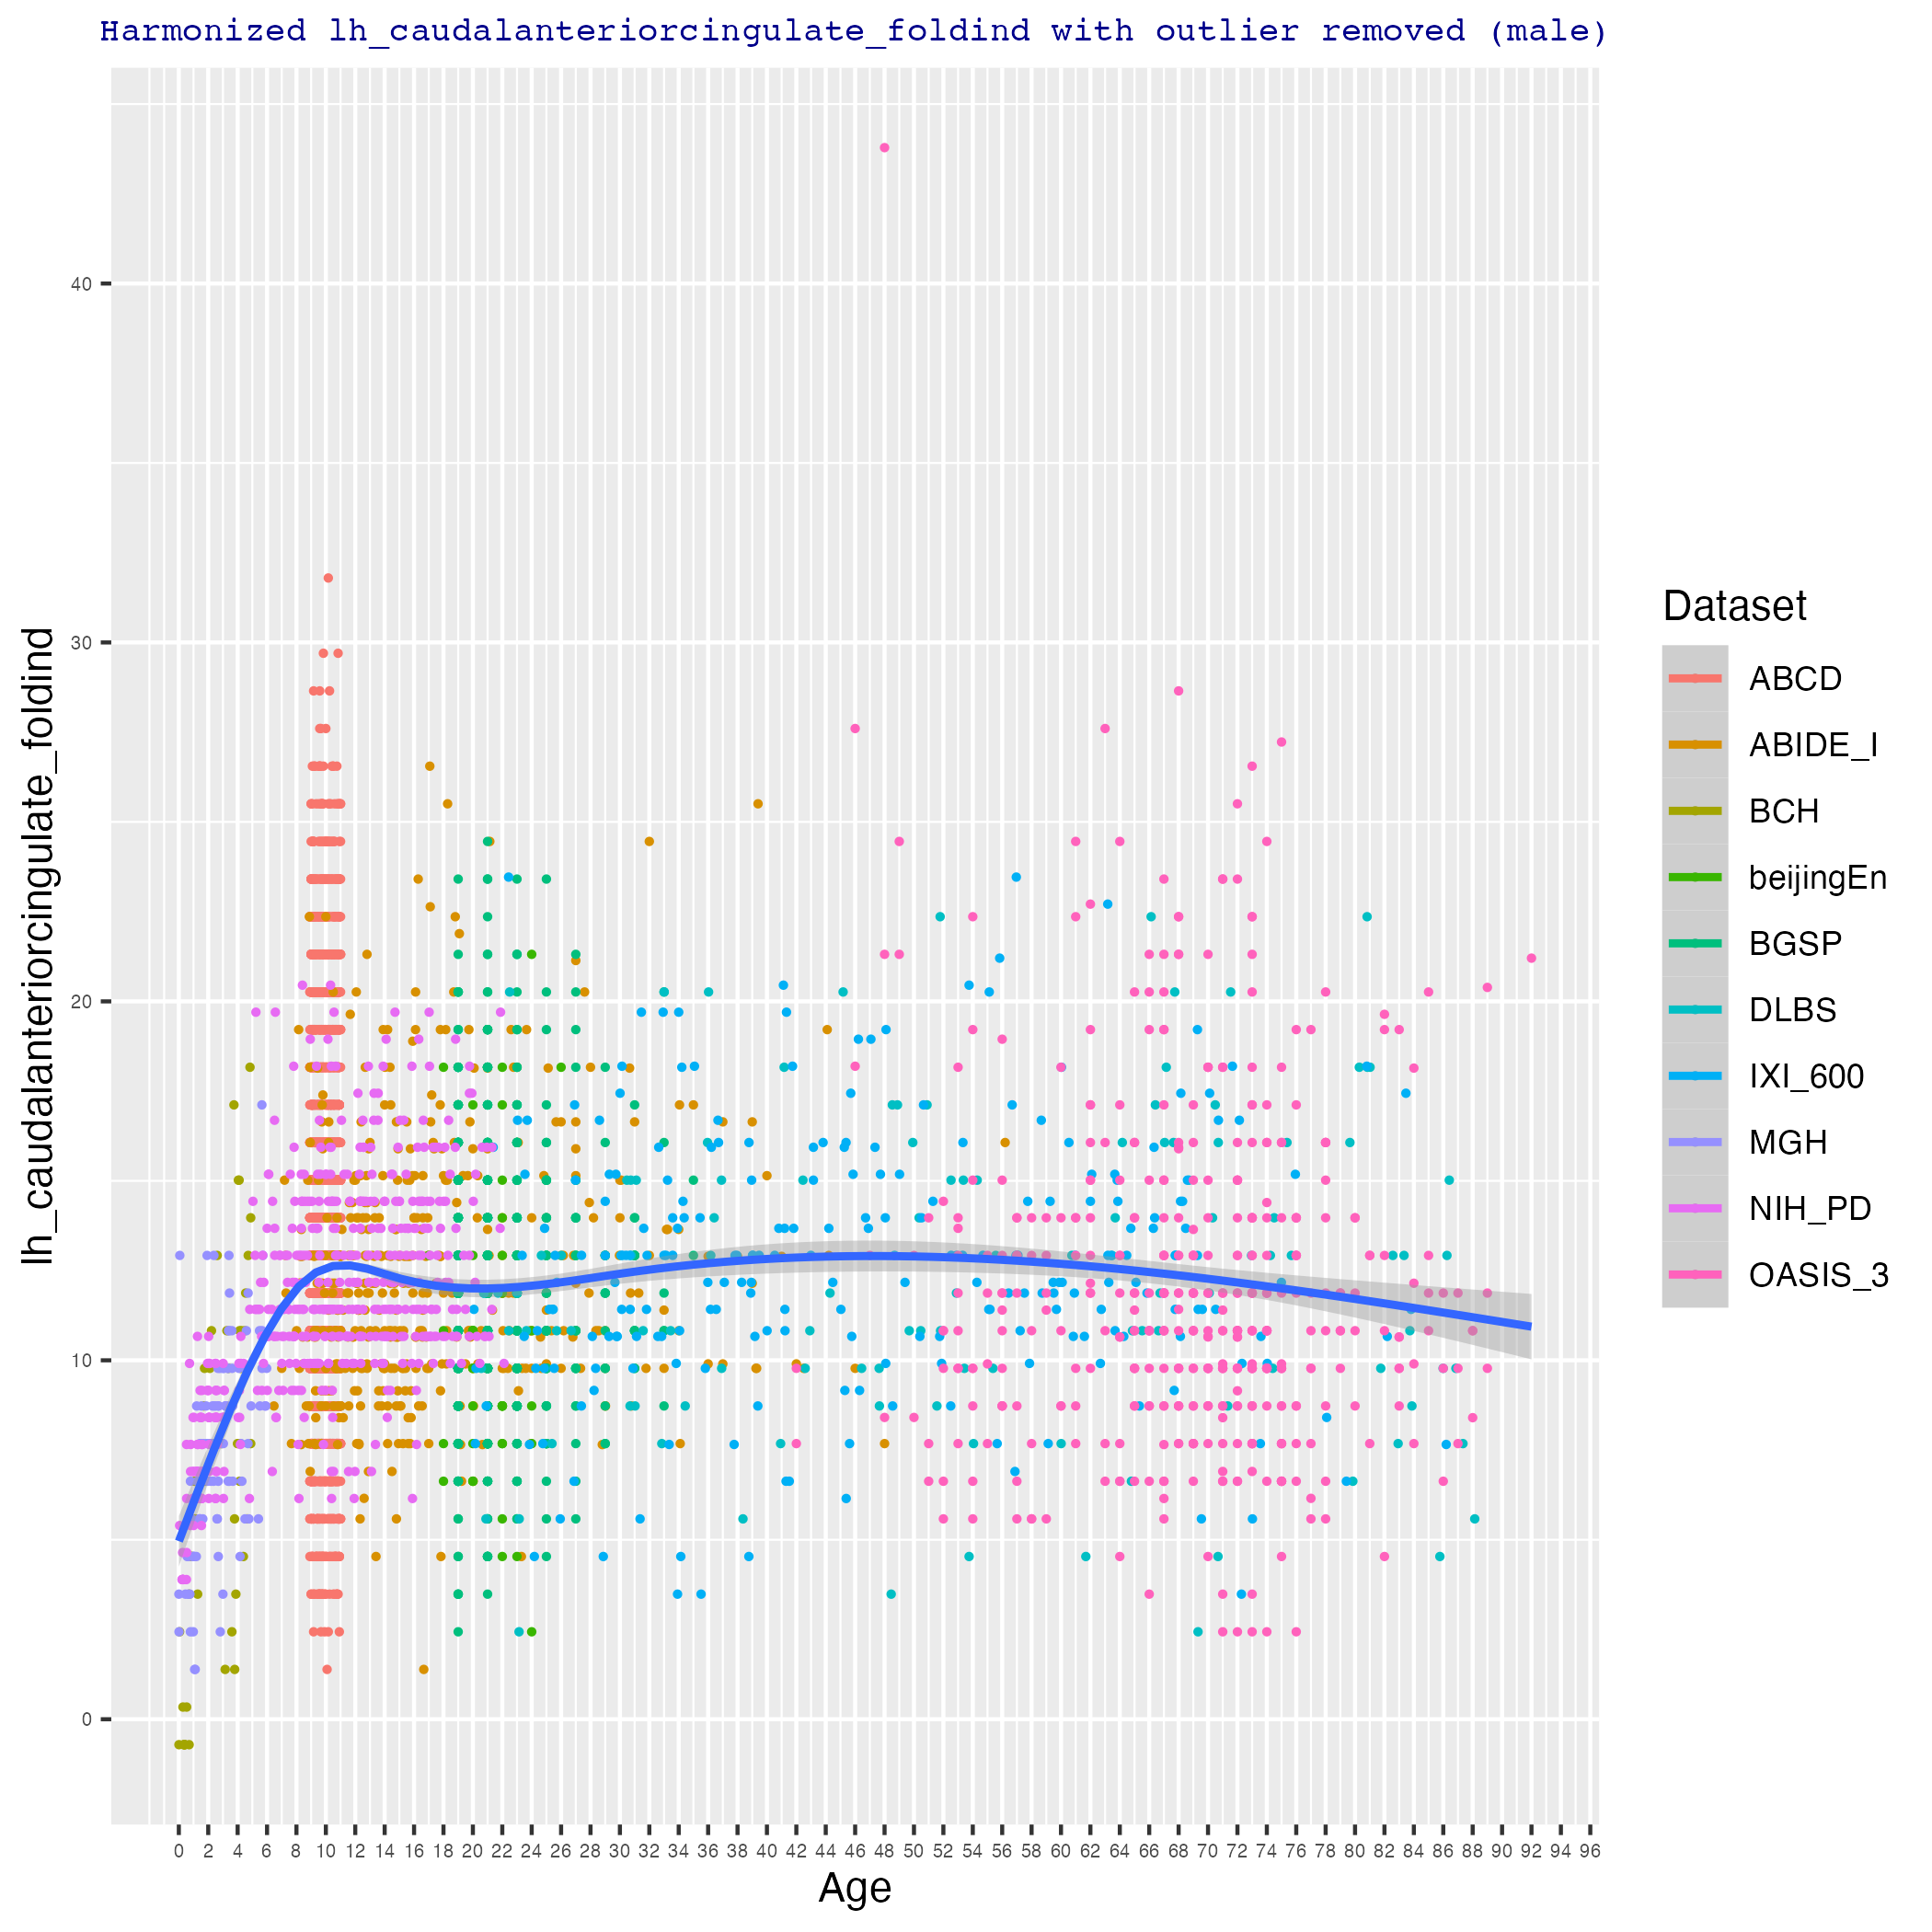 Harmonized lh_caudalanteriorcingulate_foldind with outlier removed (male)
lh_caudalanteriorcingulate_foldind
40
30
20
10
0
0 2 4 6 8 10 12 14 16 18 20 22 24 26 28 30 32 34 36 38 40 42 44 46 48 50 52 54 56 58 60 62 64 66 68 70 72 74 76 78 80 82 84 86 88 90 92 94 96
Age
Dataset
ABCD
ABIDE_I
BCH
beijingEn
BGSP
DLBS
IXI_600
MGH
NIH_PD
OASIS_3